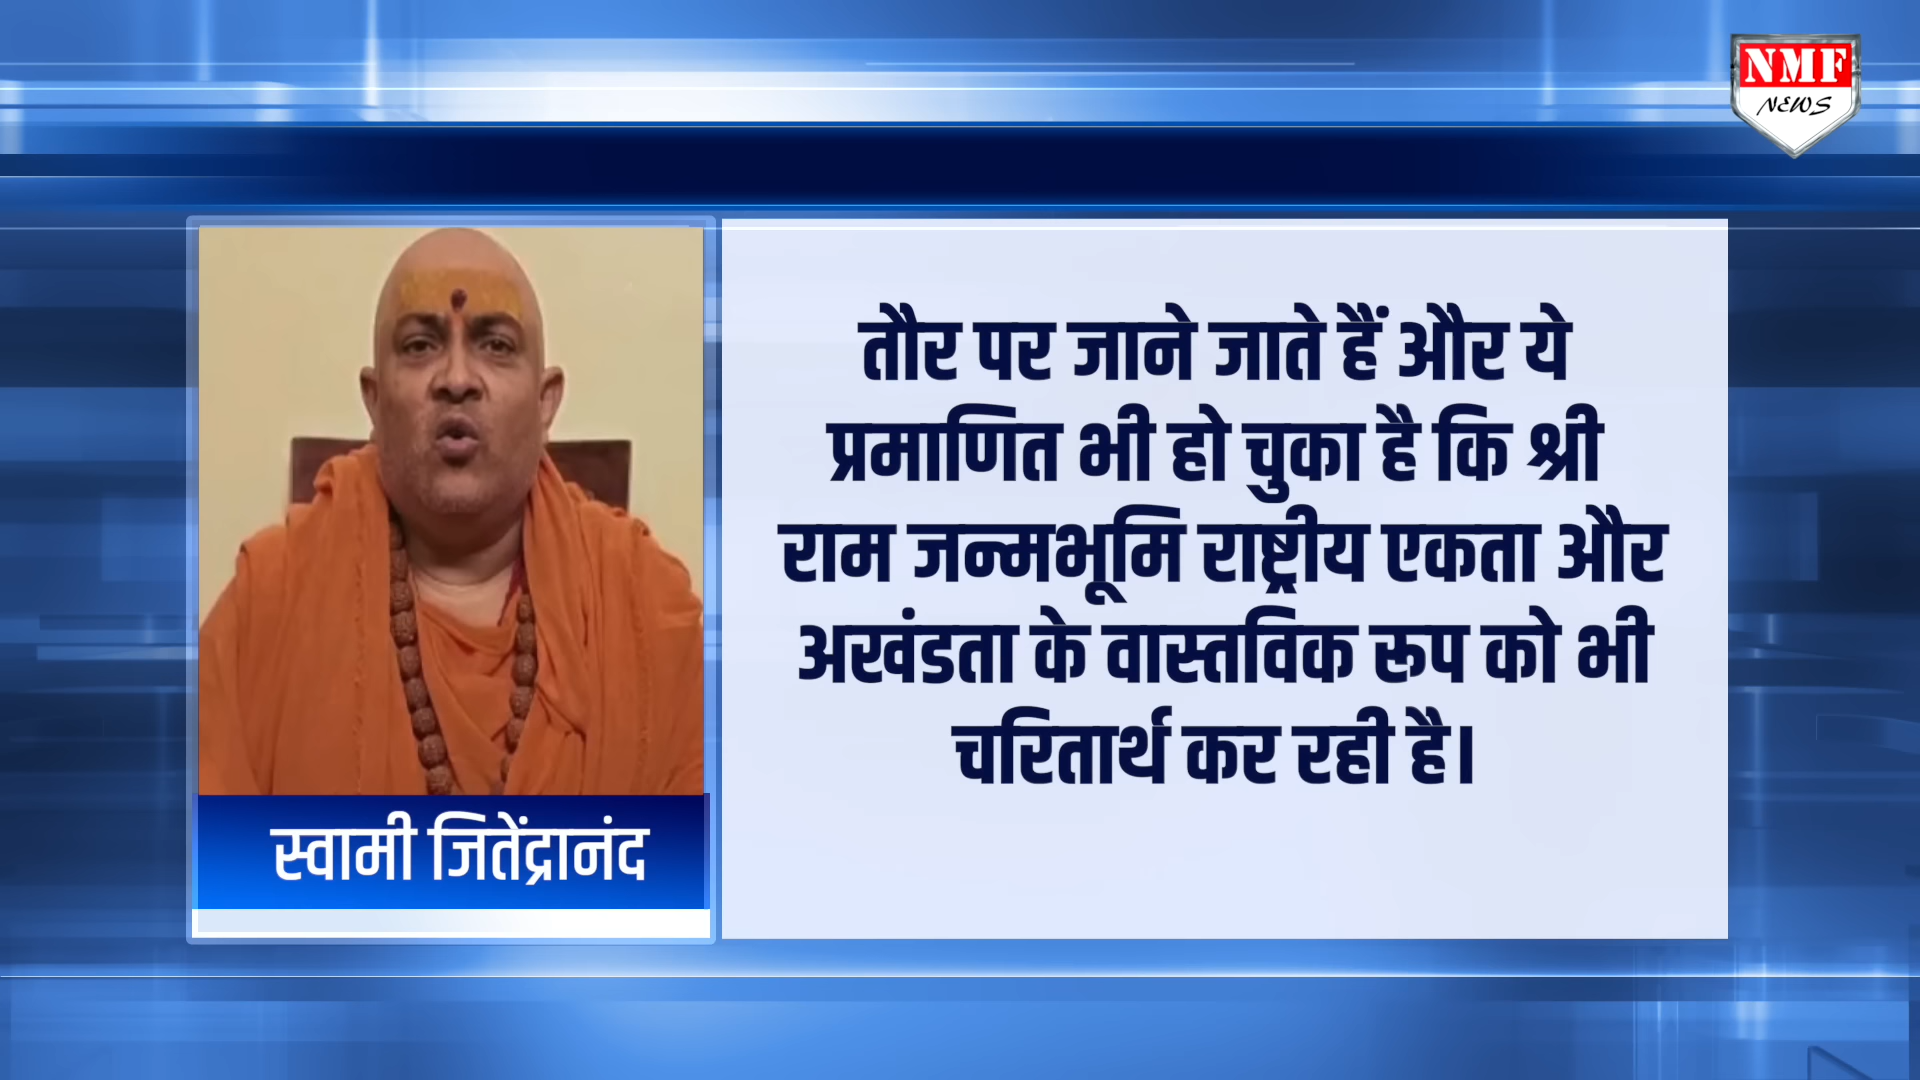 NMF
NEWS
तौर पर जाने जाते हैं और ये
प्रमाणित भी हो चुका है कि श्री
राम जन्मभूमि राष्ट्रीय एकता और
अखंडता के वास्तविक रूप को भी
चरितार्थ कर रही है।
स्वामी जितेंद्रानंद